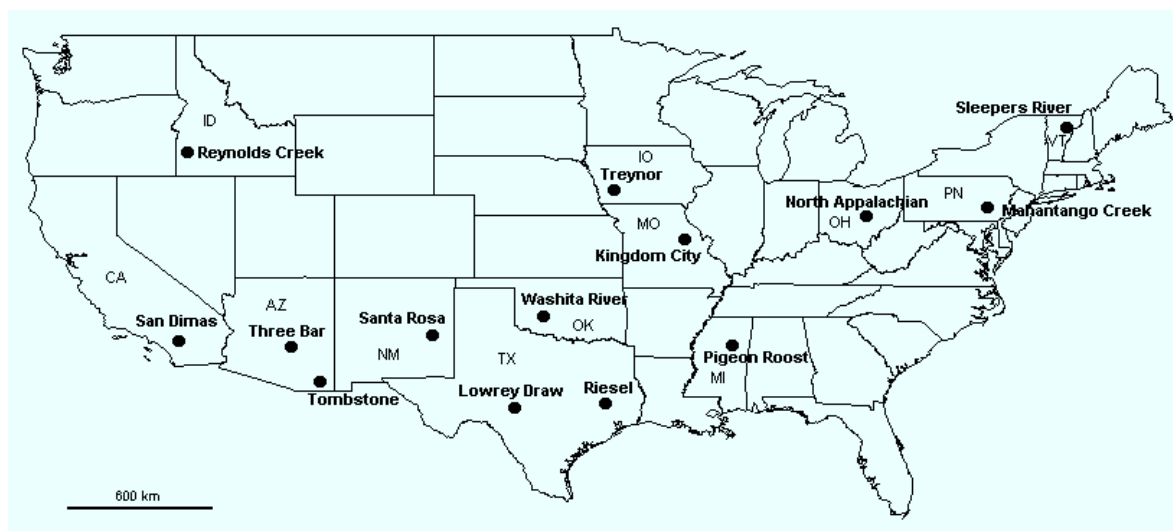 Sleepers River
VT
ID
Reynolds Creek
IO
Treynor
PN
North Appalachian
Mahantango Creek
OH
MO
Kingdom City
CA
Washita River
AZ
Santa Rosa
San Dimas
OK
Three Bar
NM
TX
Pigeon Roost
MI
Lowrey Draw
Riesel
Tombstone
600 km